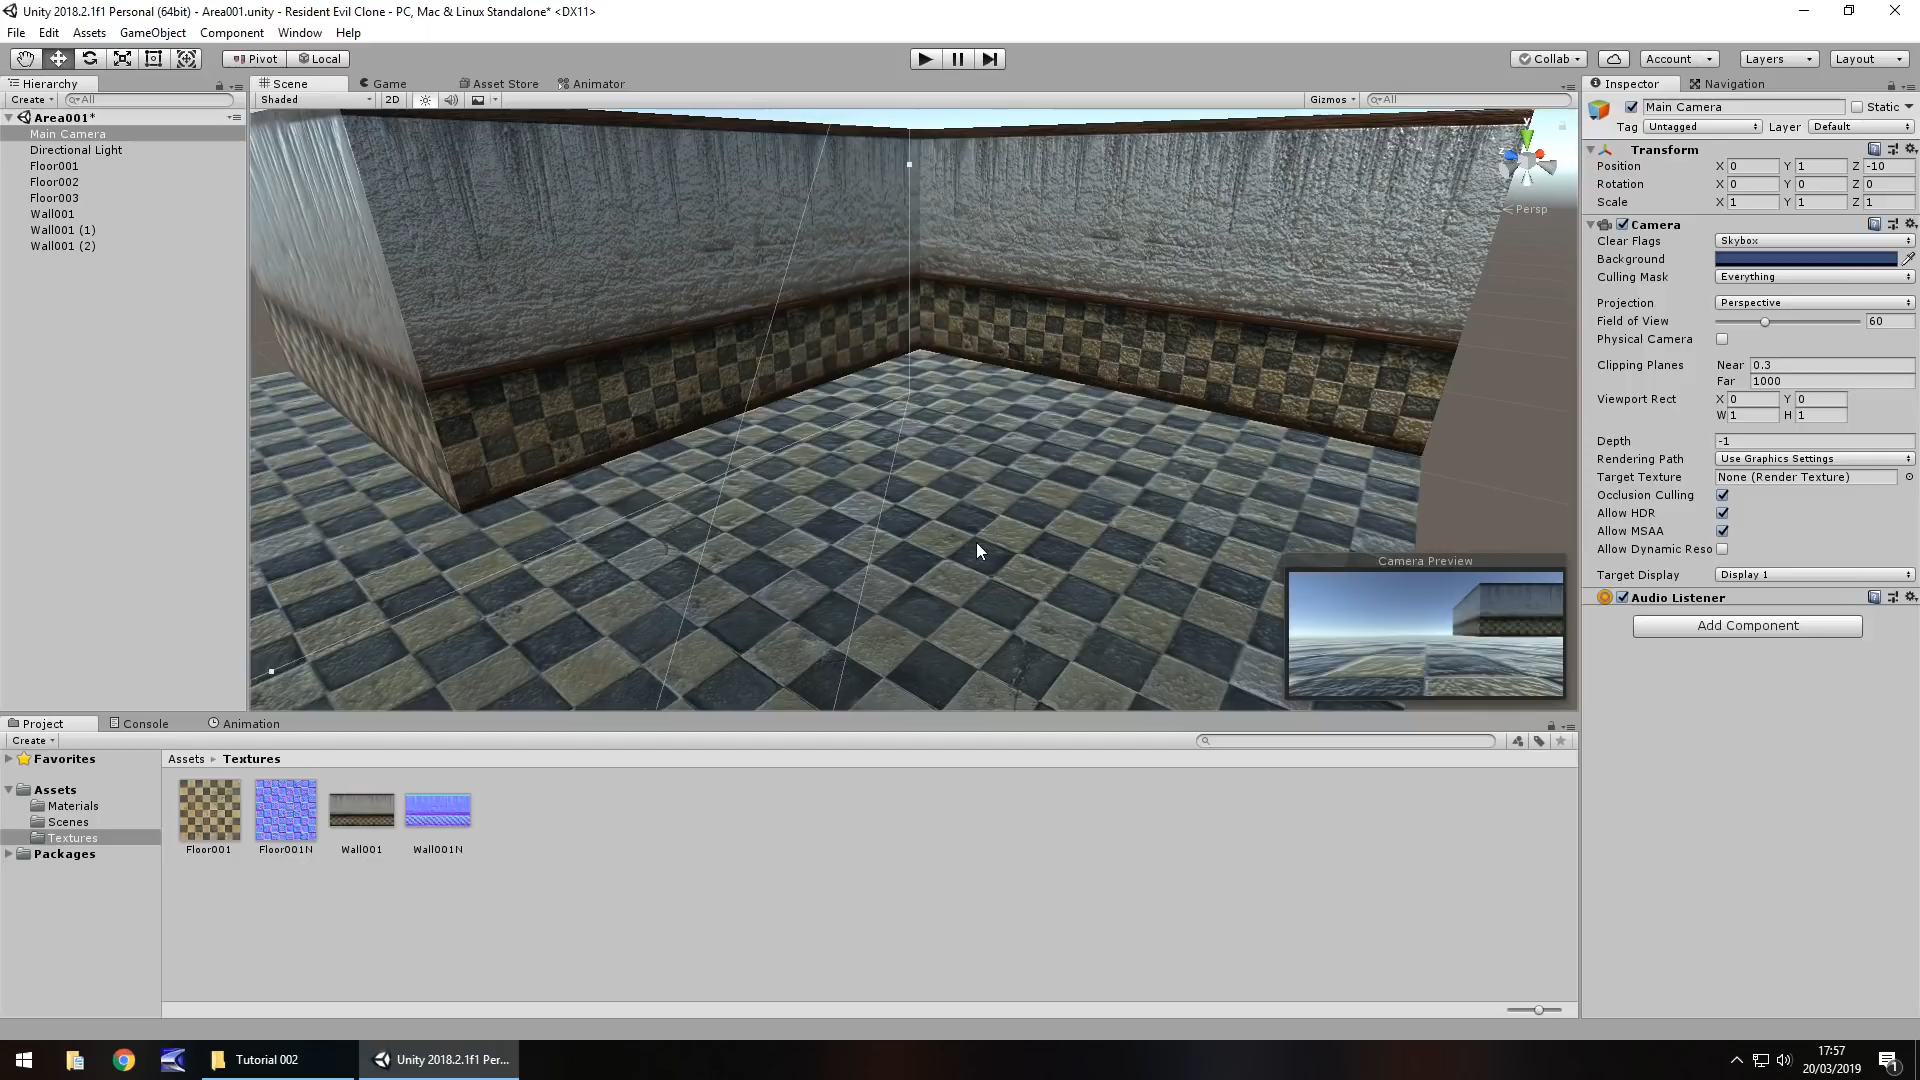 Unity 2018.2.1f1 Personal (64bit) - Area001.unity - Resident Evil Clone - PC, Mac & Linux Standalone* <DX11>
File Edit Assets GameObject Component Window Help
Pivot Local Collab Account Layers Layout
Hierarchy Scene Game Asset Store Animator Inspector Navigation
Create All Shaded 2D Gizmos All Main Camera Static
Area001*
Main Camera
Directional Light
Floor001
Floor002
Floor003
Wall001
Wall001 (1)
Wall001 (2)
y
z
Persp
Camera Preview
Tag Untagged Layer Default
Transform
Position X 0 Y 1 Z -10
Rotation X 0 Y 0 Z 0
Scale X 1 Y 1 Z 1
Camera
Clear Flags Skybox
Background
Culling Mask Everything
Projection Perspective
Field of View 60
Physical Camera
Clipping Planes Near 0.3
Far 1000
Viewport Rect X 0 Y 0
W 1 H 1
Depth -1
Rendering Path Use Graphics Settings
Target Texture None (Render Texture)
Occlusion Culling
Allow HDR
Allow MSAA
Allow Dynamic Reso
Target Display Display 1
Audio Listener
Add Component
Project Console Animation
Create
Favorites
Assets
Materials
Scenes
Textures
Packages
Assets Textures
Floor001 Floor001N Wall001 Wall001N
Tutorial 002 Unity 2018.2.1f1 Per...
17:57
20/03/2019
1